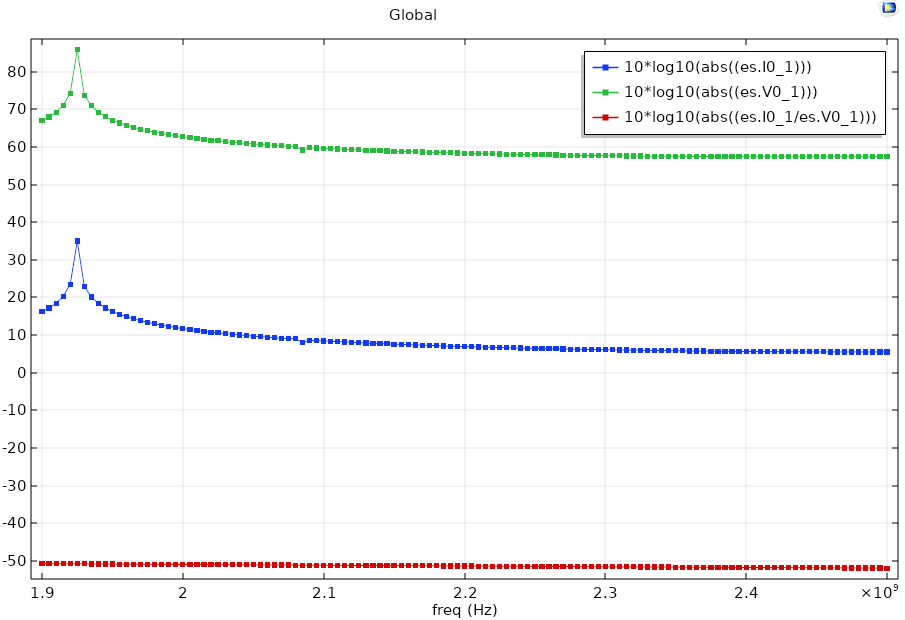 Global
10*log10(abs((es.I0_1)))
10*log10(abs((es.V0_1)))
10*log10(abs((es.I0_1/es.V0_1)))
80
70
60
50
40
30
20
10
0
-10
-20
-30
-40
-50
1.9 2 2.1 2.2 2.3 2.4 ×10⁹
freq (Hz)